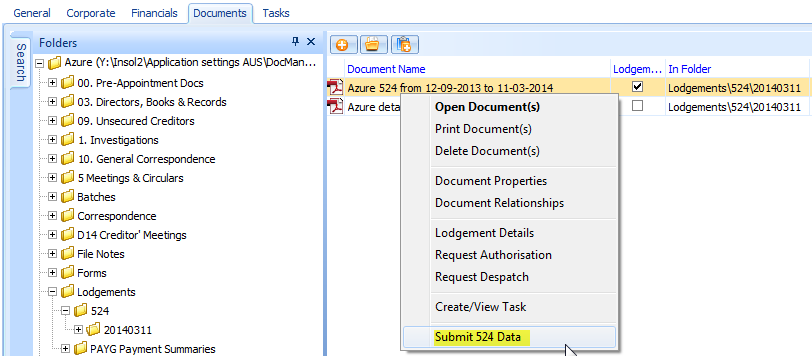 General Corporate Financials Documents Tasks
Search
Folders
Azure (Y:\Insol2\Application settings AUS\DocMan...
00. Pre-Appointment Docs
03. Directors, Books & Records
09. Unsecured Creditors
1. Investigations
10. General Correspondence
5 Meetings & Circulars
Batches
Correspondence
D14 Creditor' Meetings
File Notes
Forms
Lodgements
524
20140311
PAYG Payment Summaries
Document Name Lodgem... In Folder
Azure 524 from 12-09-2013 to 11-03-2014 Lodgements\524\20140311
Azure deta Lodgements\524\20140311
Open Document(s)
Print Document(s)
Delete Document(s)
Document Properties
Document Relationships
Lodgement Details
Request Authorisation
Request Despatch
Create/View Task
Submit 524 Data